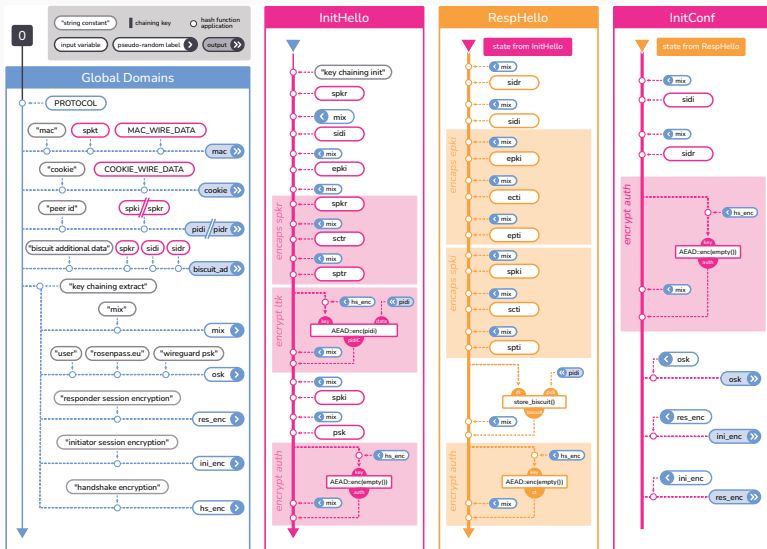 0
"string constant"
chaining key
hash function
application
input variable
pseudo-random label
output
Global Domains
PROTOCOL
"mac"
spkt
MAC_WIRE_DATA
mac
"cookie"
COOKIE_WIRE_DATA
cookie
"peer id"
spki
spkr
pidi
pidr
"biscuit additional data"
spkr
sidi
sidr
biscuit_ad
"key chaining extract"
"mix"
mix
"user"
"rosenpass.eu"
"wireguard psk"
osk
"responder session encryption"
res_enc
"initiator session encryption"
ini_enc
"handshake encryption"
hs_enc
InitHello
"key chaining init"
spkr
mix
sidi
mix
epki
mix
encaps spkr
spkr
mix
sctr
mix
sptr
encrypt ltk
hs_enc
pidi
key
data
AEAD::enc(pidi)
pidiC
mix
spki
mix
psk
encrypt auth
hs_enc
key
AEAD::enc(empty())
auth
mix
RespHello
state from InitHello
mix
sidr
mix
sidi
encaps epki
mix
epki
mix
ecti
mix
epti
encaps spki
mix
spki
mix
scti
mix
spti
pidi
store_biscuit()
biscuit
mix
encrypt auth
hs_enc
key
AEAD::enc(empty())
ct
mix
InitConf
state from RespHello
mix
sidi
mix
sidr
encrypt auth
hs_enc
key
AEAD::enc(empty())
auth
mix
osk
osk
res_enc
ini_enc
ini_enc
res_enc